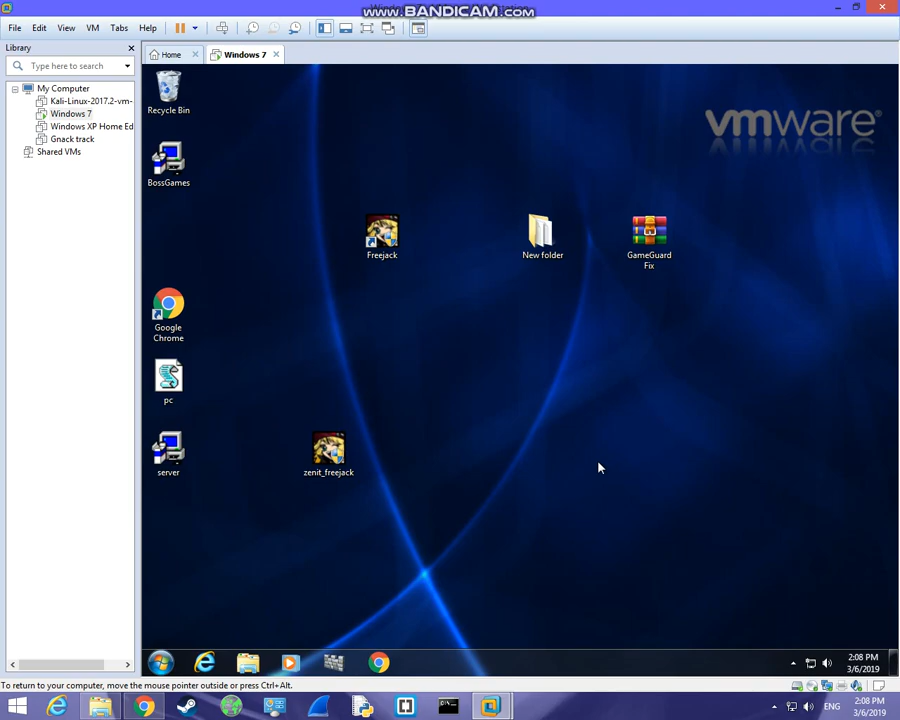 www.BANDICAM.com
File Edit View VM Tabs Help
Library
Type here to search
My Computer
Kali-Linux-2017.2-vm-
Windows 7
Windows XP Home Ed
Gnack track
Shared VMs
Home
Windows 7
Recycle Bin
vmware®
BossGames
Freejack
New folder
GameGuard
Fix
Google
Chrome
pc
server
zenit_freejack
2:08 PM
3/6/2019
To return to your computer, move the mouse pointer outside or press Ctrl+Alt.
ENG
2:08 PM
3/6/2019